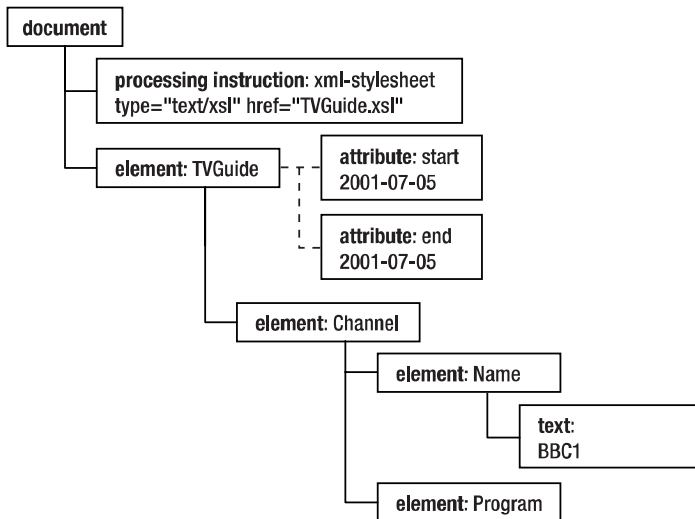 document
processing instruction: xml-stylesheet
type="text/xsl" href="TVGuide.xsl"
element: TVGuide
attribute: start
2001-07-05
attribute: end
2001-07-05
element: Channel
element: Name
text:
BBC1
element: Program